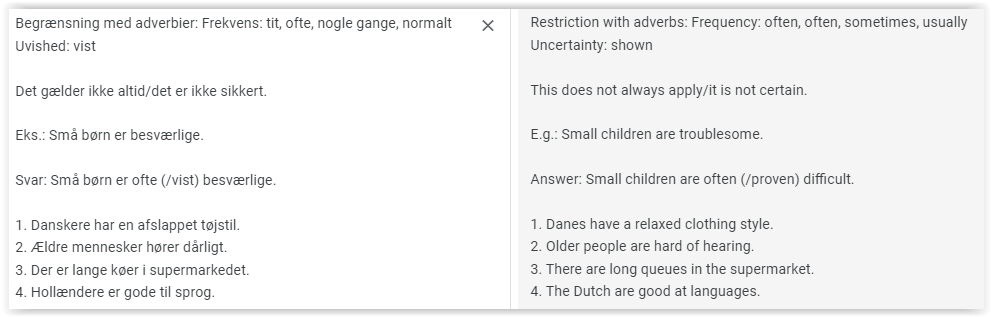 Begrænsning med adverbier: Frekvens: tit, ofte, nogle gange, normalt
Uvished: vist
Det gælder ikke altid/det er ikke sikkert.
Eks.: Små børn er besværlige.
Svar: Små børn er ofte (/vist) besværlige.
1. Danskere har en afslappet tøjstil.
2. Ældre mennesker hører dårligt.
3. Der er lange køer i supermarkedet.
4. Hollændere er gode til sprog.
Restriction with adverbs: Frequency: often, often, sometimes, usually
Uncertainty: shown
This does not always apply/it is not certain.
E.g.: Small children are troublesome.
Answer: Small children are often (/proven) difficult.
1. Danes have a relaxed clothing style.
2. Older people are hard of hearing.
3. There are long queues in the supermarket.
4. The Dutch are good at languages.